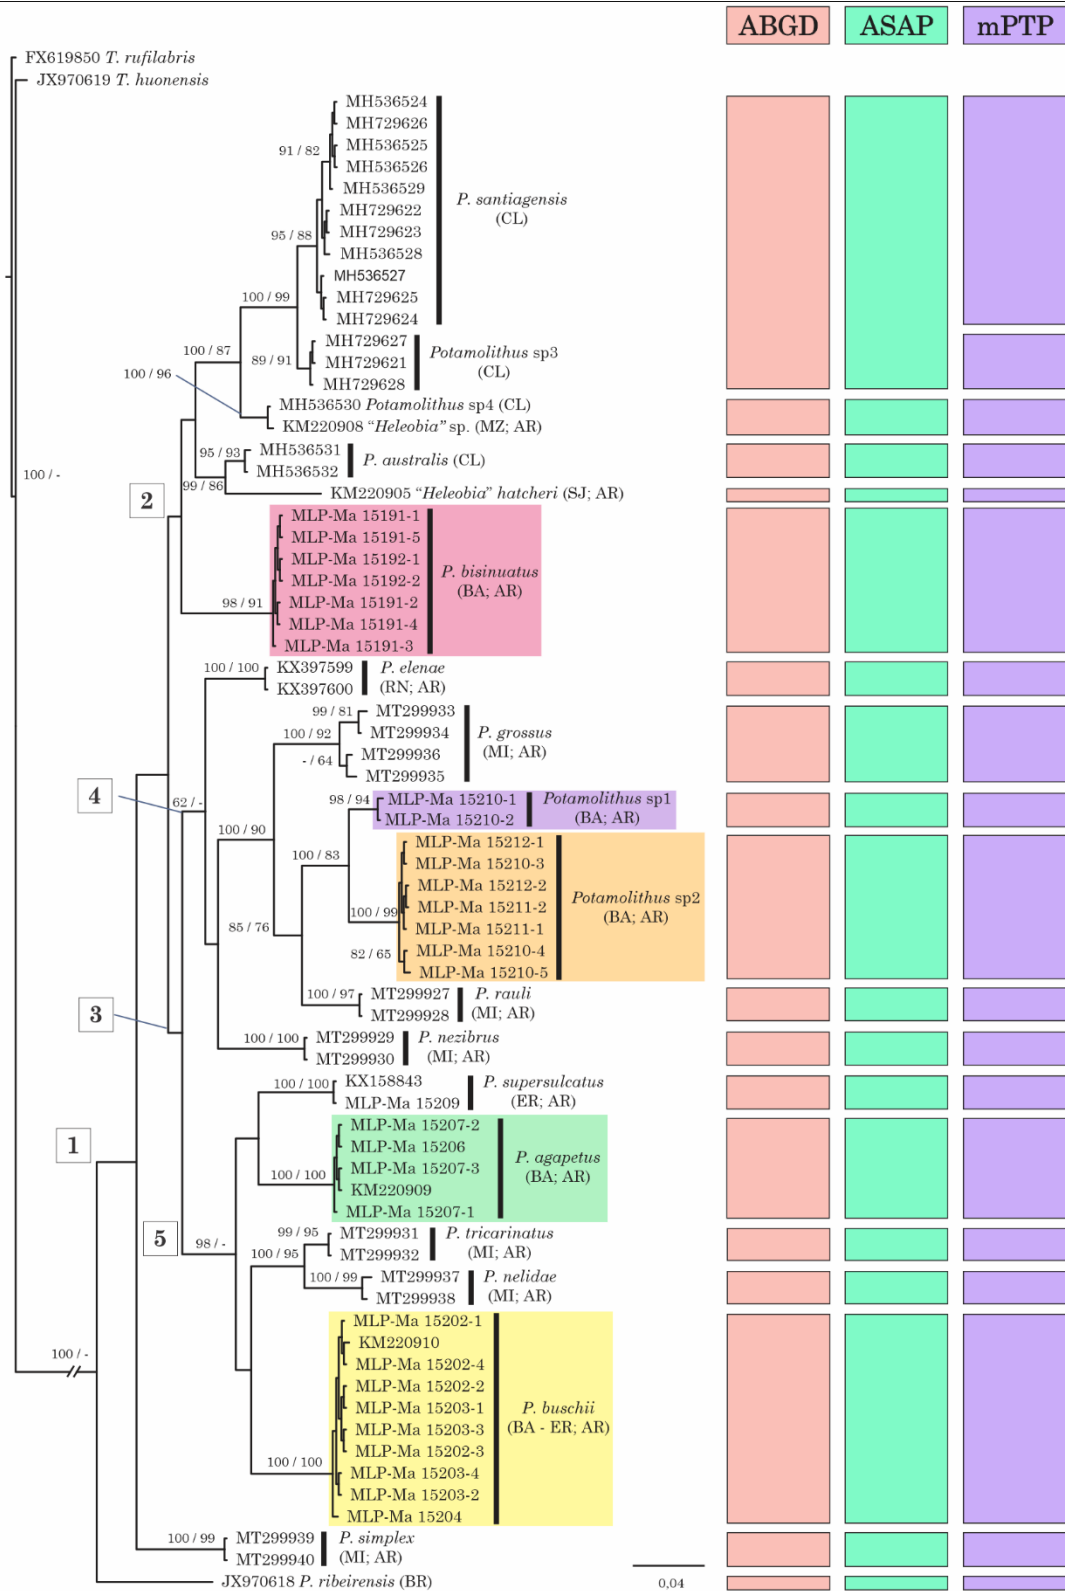 ABGD ASAP mPTP
FX619850 T. rufilabris
JX970619 T. huonensis
MH536524
MH729626
MH536525
91 / 82
MH536526
MH536529
P. santiagensis
(CL)
MH729622
MH729623
95 / 88
MH536528
MH536527
100 / 99
MH729625
MH729624
MH729627
Potamolithus sp3
(CL)
100 / 87
89 / 91
MH729621
100 / 96
MH729628
MH536530 Potamolithus sp4 (CL)
KM220908 “Heleobia” sp. (MZ; AR)
95 / 93
MH536531
P. australis (CL)
MH536532
100 / -
99 / 86
KM220905 “Heleobia” hatcheri (SJ; AR)
2
MLP-Ma 15191-1
MLP-Ma 15191-5
MLP-Ma 15192-1
P. bisinuatus
(BA; AR)
MLP-Ma 15192-2
98 / 91
MLP-Ma 15191-2
MLP-Ma 15191-4
MLP-Ma 15191-3
100 / 100
KX397599
P. elenae
(RN; AR)
KX397600
99 / 81
MT299933
MT299934
P. grossus
(MI; AR)
100 / 92
MT299936
- / 64
MT299935
4
62 / -
98 / 94
MLP-Ma 15210-1
Potamolithus sp1
(BA; AR)
MLP-Ma 15210-2
100 / 90
MLP-Ma 15212-1
100 / 83
MLP-Ma 15210-3
MLP-Ma 15212-2
Potamolithus sp2
(BA; AR)
100 / 99
MLP-Ma 15211-2
85 / 76
MLP-Ma 15211-1
82 / 65
MLP-Ma 15210-4
MLP-Ma 15210-5
100 / 97
MT299927
P. rauli
(MI; AR)
MT299928
3
100 / 100
MT299929
P. nezibrus
(MI; AR)
MT299930
100 / 100
KX158843
P. supersulcatus
(ER; AR)
MLP-Ma 15209
1
MLP-Ma 15207-2
MLP-Ma 15206
P. agapetus
(BA; AR)
100 / 100
MLP-Ma 15207-3
KM220909
MLP-Ma 15207-1
5
98 / -
99 / 95
MT299931
P. tricarinatus
(MI; AR)
100 / 95
MT299932
100 / 99
MT299937
P. nelidae
(MI; AR)
MT299938
MLP-Ma 15202-1
KM220910
100 / -
MLP-Ma 15202-4
MLP-Ma 15202-2
MLP-Ma 15203-1
P. buschii
(BA - ER; AR)
MLP-Ma 15203-3
MLP-Ma 15202-3
100 / 100
MLP-Ma 15203-4
MLP-Ma 15203-2
MLP-Ma 15204
100 / 99
MT299939
P. simplex
(MI; AR)
MT299940
JX970618 P. ribeirensis (BR)
0,04